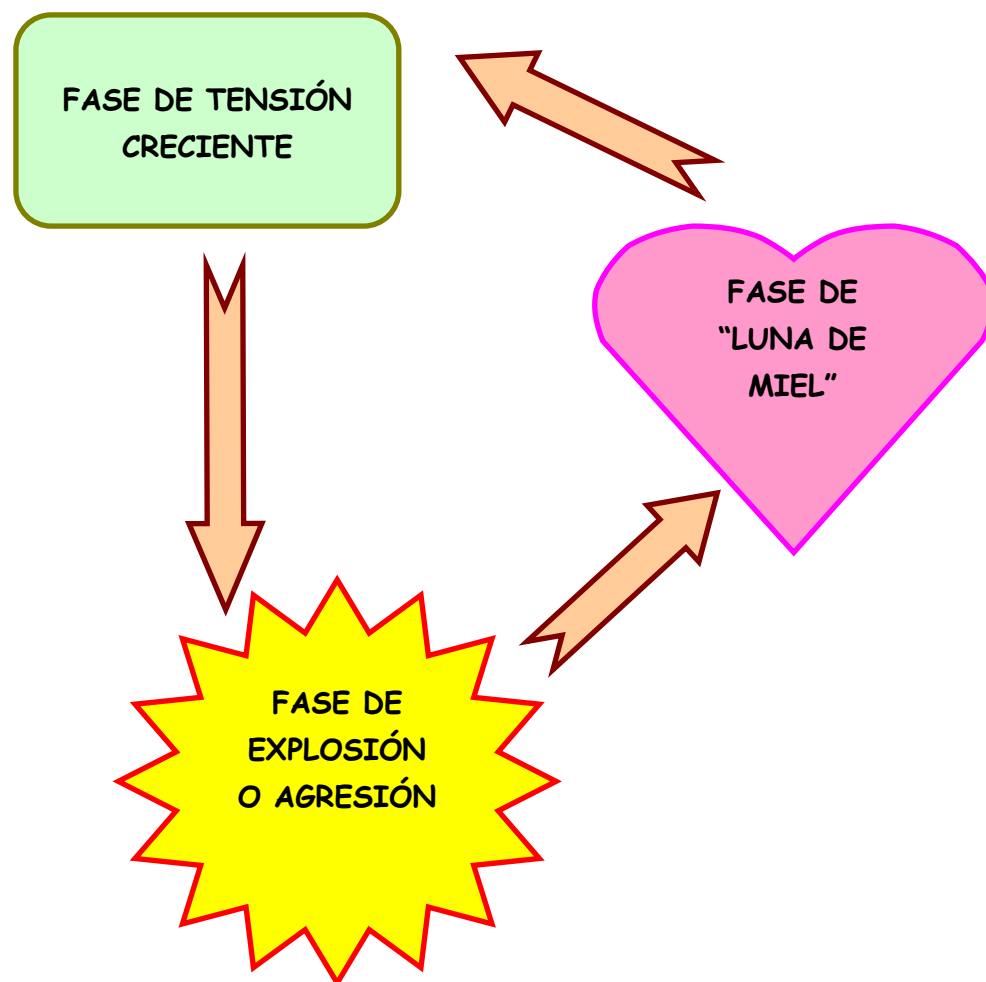 FASE DE TENSIÓN
CRECIENTE
FASE DE
“LUNA DE
MIEL”
FASE DE
EXPLOSIÓN
O AGRESIÓN